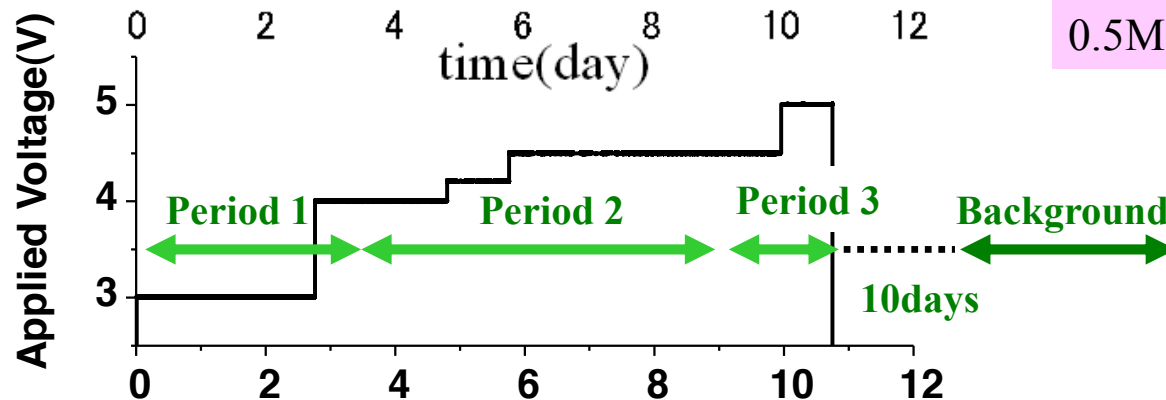 0 2 4 6 8 10 12
time(day)
0.5M
Applied Voltage(V)
5
4
3
Period 1
Period 2
Period 3
Background
10days
0 2 4 6 8 10 12